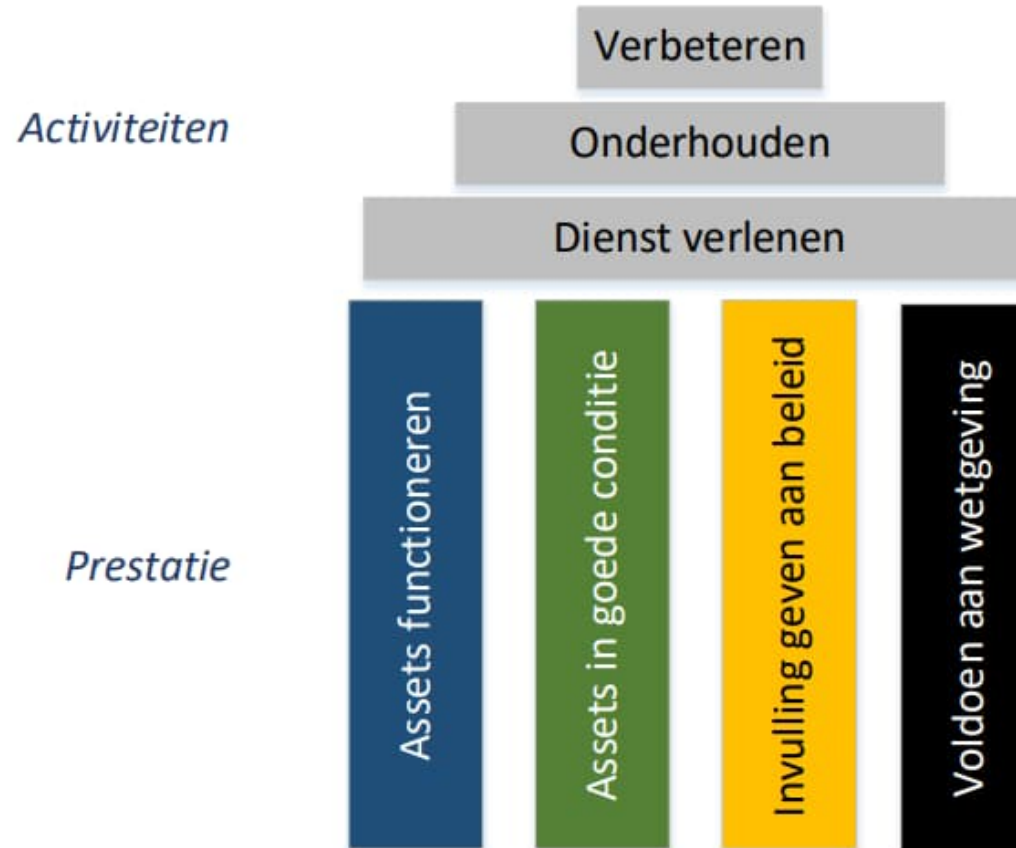 Verbeteren
Activiteiten
Onderhouden
Dienst verlenen
Prestatie
Assets functioneren
Assets in goede conditie
Invulling geven aan beleid
Voldoen aan wetgeving